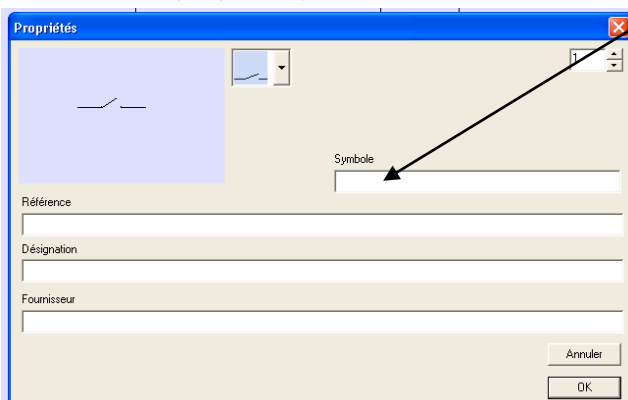 Propriétés
1
Symbole
Référence
Désignation
Fournisseur
Annuler
OK